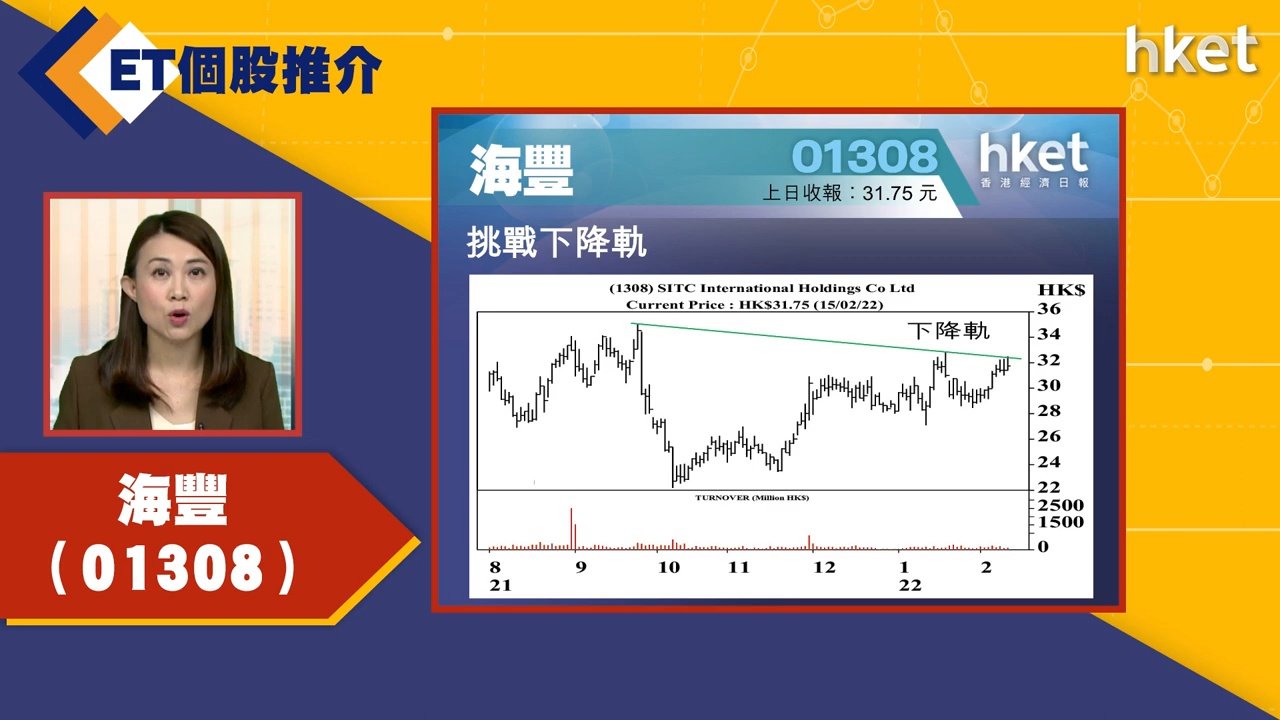 ET個股推介
hket
海豐
01308
hket
香港經濟日報
上日收報：31.75 元
挑戰下降軌
(1308) SITC International Holdings Co Ltd
Current Price : HK$31.75 (15/02/22)
HK$
下降軌
36
34
32
30
28
26
24
22
TURNOVER (Million HK$)
2500
1500
0
8 9 10 11 12 1 2
21 22
海豐
(01308)